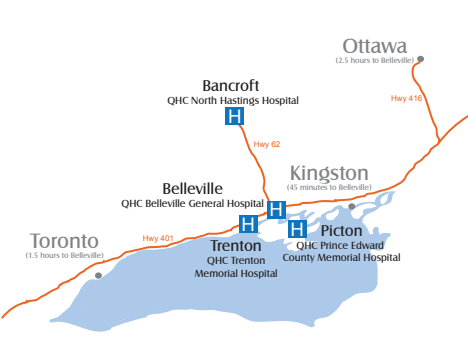 Ottawa
(2.5 hours to Belleville)
Bancroft
QHC North Hastings Hospital
H
Hwy 416
Hwy 62
Kingston
(45 minutes to Belleville)
Belleville
QHC Belleville General Hospital
H
H
H
Toronto
(1.5 hours to Belleville)
Hwy 401
Trenton
QHC Trenton
Memorial Hospital
Picton
QHC Prince Edward
County Memorial Hospital